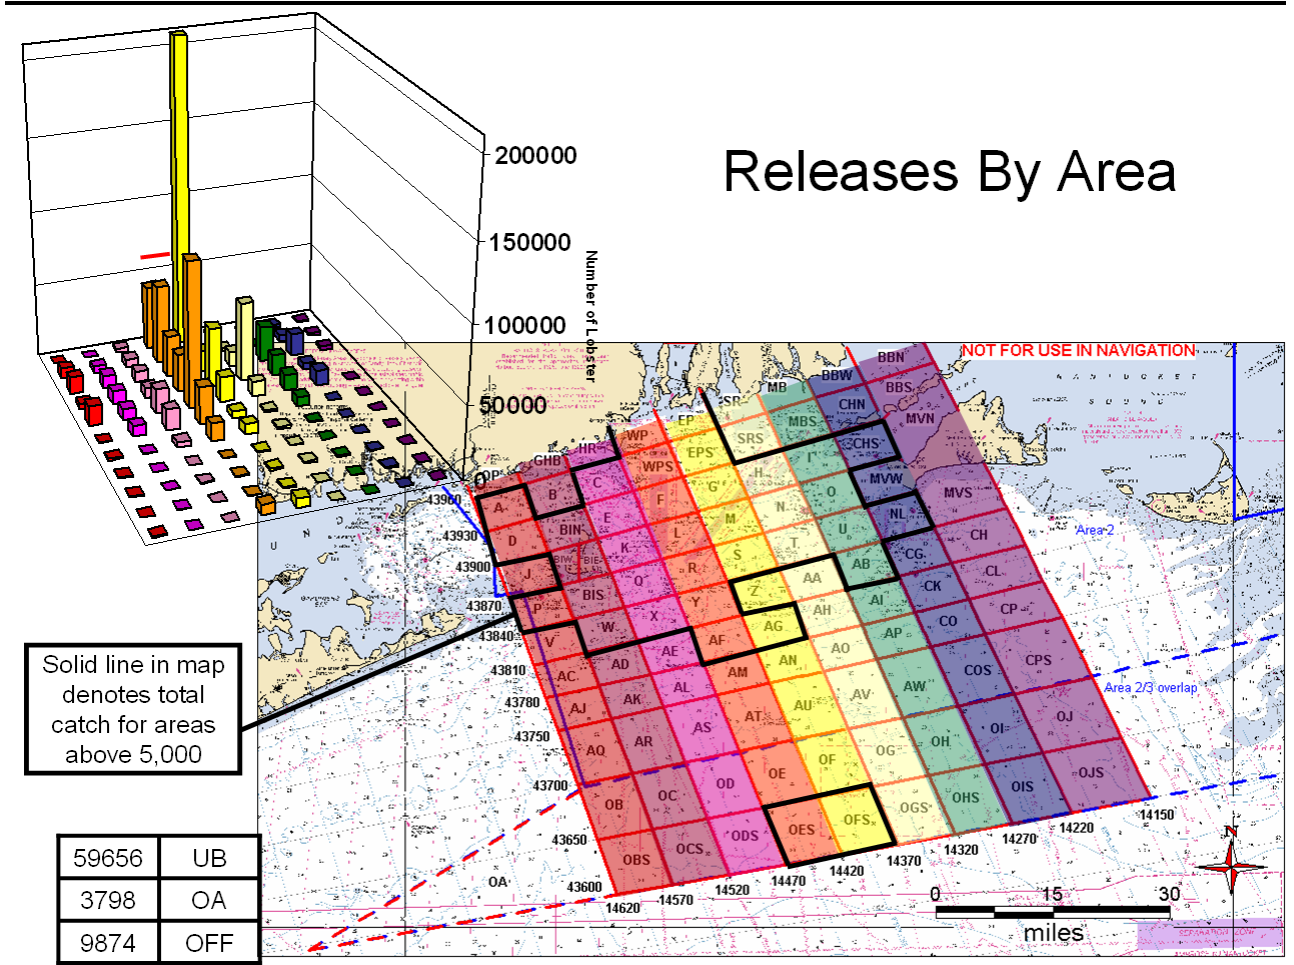 Releases By Area
200000
150000
100000
50000
0
Number of Lobster
NOT FOR USE IN NAVIGATION
NANTUCKET
SOUND
Area 2
Area 2/3 overlap
Solid line in map
denotes total
catch for areas
above 5,000
59656 UB
3798 OA
9874 OFF
43960
43930
43900
43870
43840
43810
43780
43750
43700
43650
43600
14620
14570
14520
14470
14420
14370
14320
14270
14220
14150
GHB
HR
WP
EP
SR
MB
BBW
BBN
A
B
C
WPS
EPS
SRS
MBS
CHN
BBS
D
BIN
E
F
G
H
I
CHS
MVN
J
BIW
BIE
K
L
M
N
O
MVW
MVS
P
BIS
Q
R
S
T
U
NL
V
W
X
Y
Z
AA
AB
CG
CH
AC
AD
AE
AF
AG
AH
AI
CK
CL
AJ
AK
AL
AM
AN
AO
AP
CO
CP
AQ
AR
AS
AT
AU
AV
AW
COS
CPS
OB
OC
OD
OE
OF
OG
OH
OI
OJ
OBS
OCS
ODS
OES
OFS
OGS
OHS
OIS
OJS
OA
N
0 15 30
miles
SEPARATION ZONE